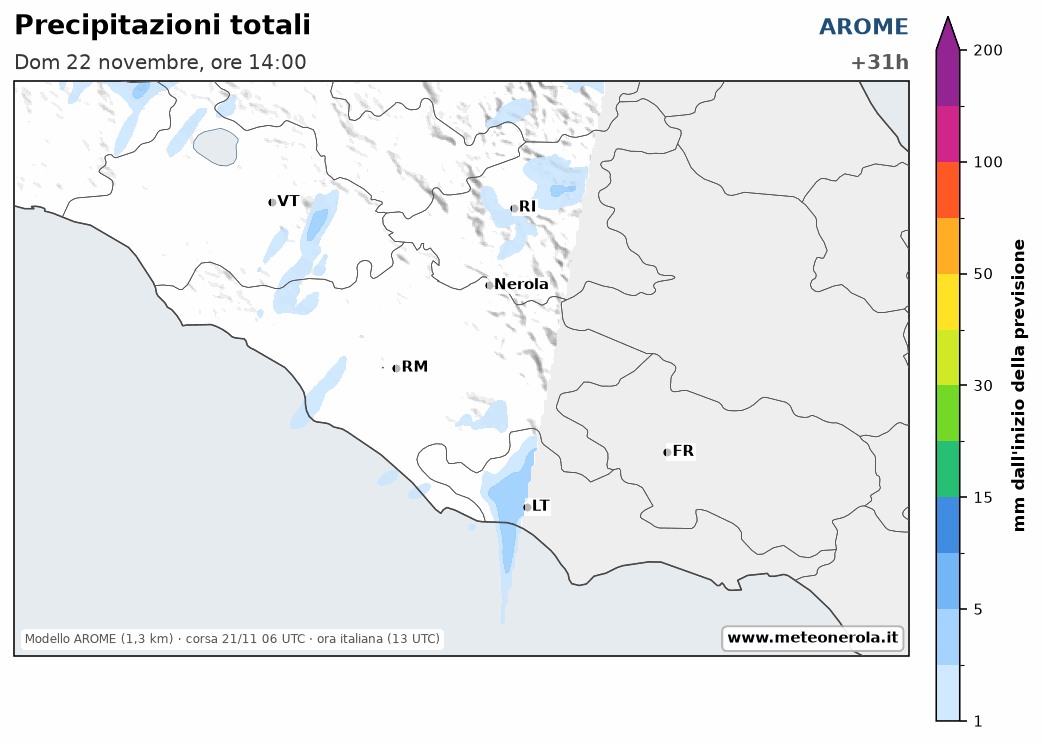 Precipitazioni totali
AROME
Dom 22 novembre, ore 14:00
+31h
VT
RI
Nerola
RM
FR
LT
Modello AROME (1,3 km) · corsa 21/11 06 UTC · ora italiana (13 UTC)
www.meteonerola.it
200
100
50
30
15
5
1
mm dall'inizio della previsione